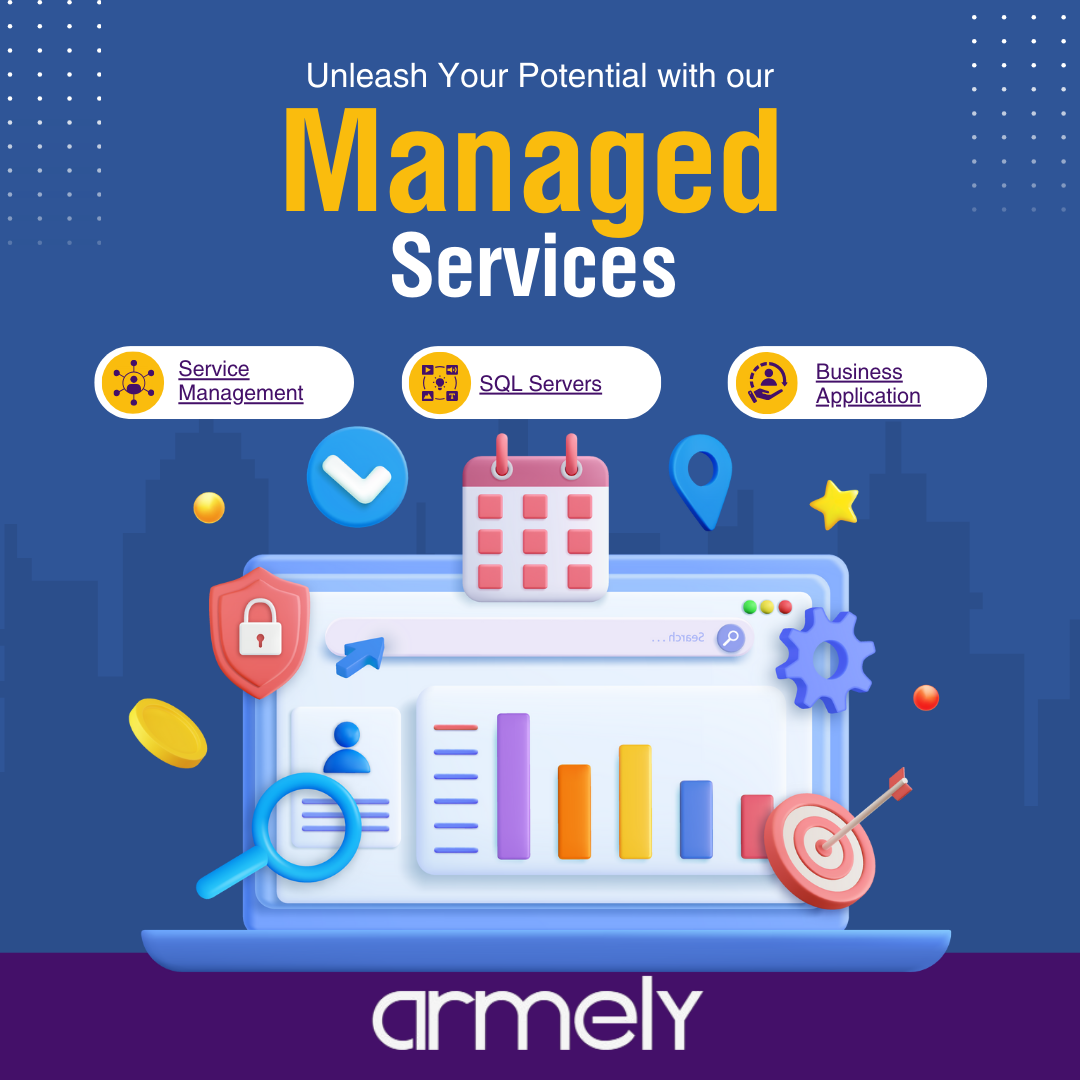 Unleash Your Potential with our
Managed
Services
Service
Management
SQL Servers
Business
Application
Search...
armely